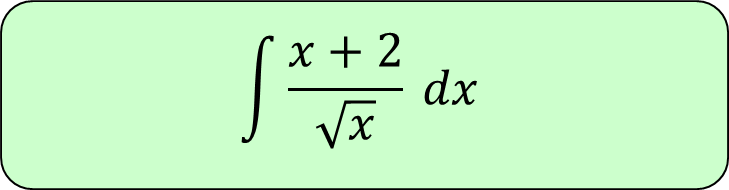 ∫ (x + 2)/√x dx